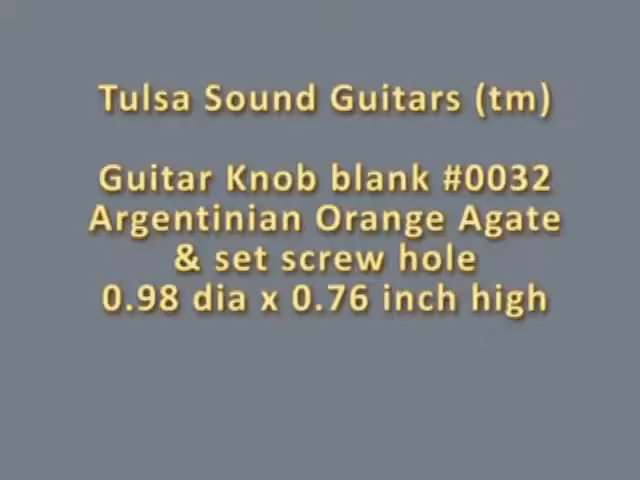 Tulsa Sound Guitars (tm)
Guitar Knob blank #0032
Argentinian Orange Agate
& set screw hole
0.98 dia x 0.76 inch high